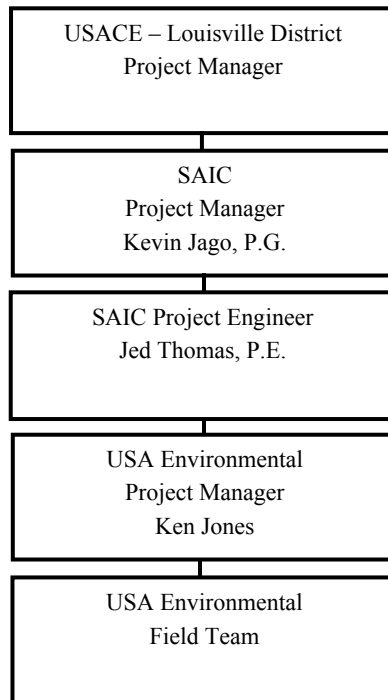 USACE – Louisville District
Project Manager
SAIC
Project Manager
Kevin Jago, P.G.
SAIC Project Engineer
Jed Thomas, P.E.
USA Environmental
Project Manager
Ken Jones
USA Environmental
Field Team